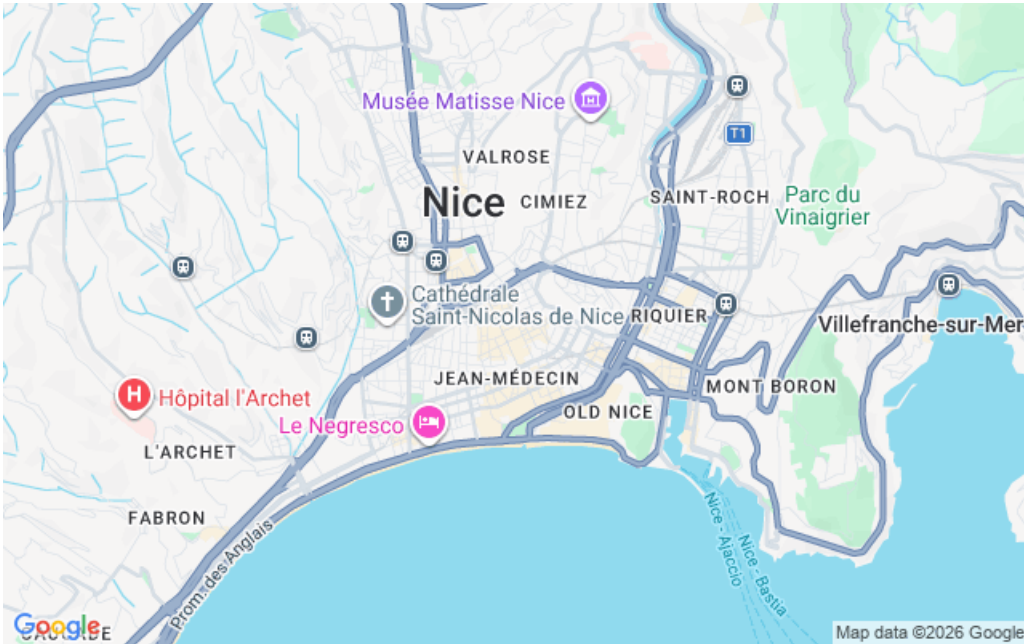 Musée Matisse Nice
T1
VALROSE
Nice
CIMIEZ
SAINT-ROCH
Parc du
Vinaigrier
Cathédrale
Saint-Nicolas de Nice
RIQUIER
Villefranche-sur-Mer
JEAN-MÉDECIN
MONT BORON
H
Hôpital l'Archet
OLD NICE
Le Negresco
L'ARCHET
FABRON
Prom. des Anglais
Nice - Ajaccio
Nice - Bastia
Google
Map data ©2026 Google